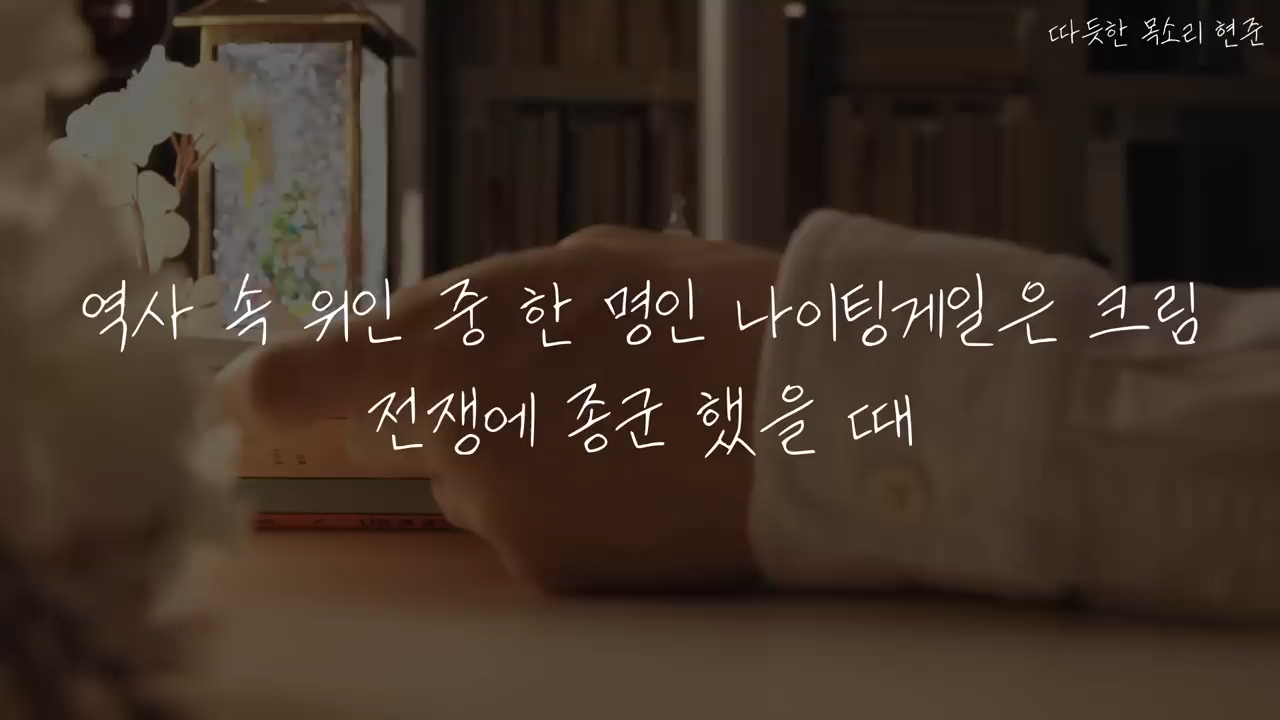 따듯한 목소리 현준
역사 속 위인 중 한 명인 나이팅게일은 크림
전쟁에 종군 했을 때